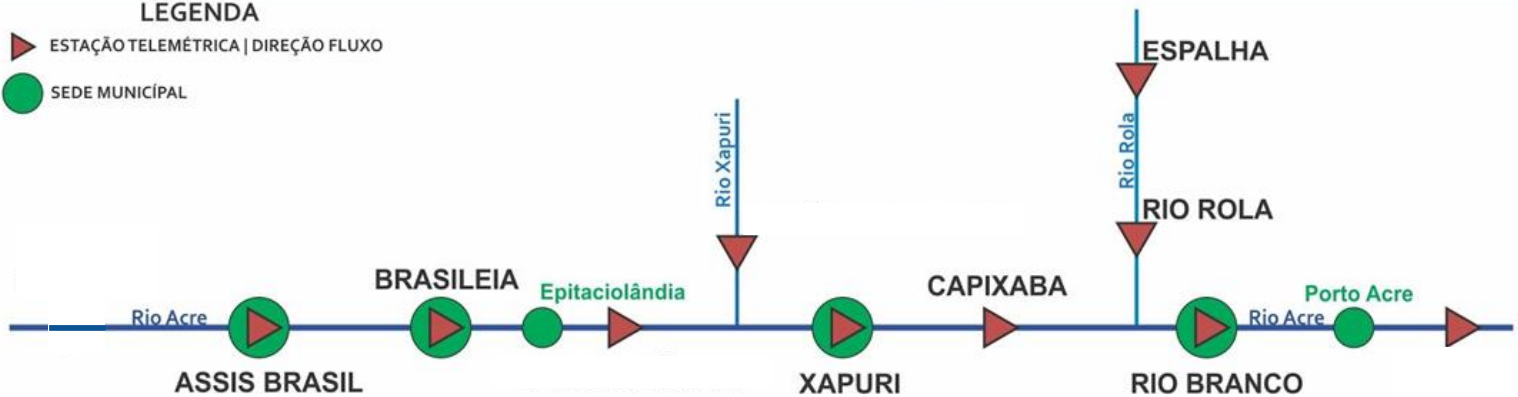 LEGENDA
ESTAÇÃO TELEMÉTRICA | DIREÇÃO FLUXO
SEDE MUNICÍPAL
ESPALHA
Rio Xapuri
Rio Rola
RIO ROLA
BRASILEIA
Epitaciolândia
CAPIXABA
Porto Acre
Rio Acre
Rio Acre
ASSIS BRASIL
XAPURI
RIO BRANCO